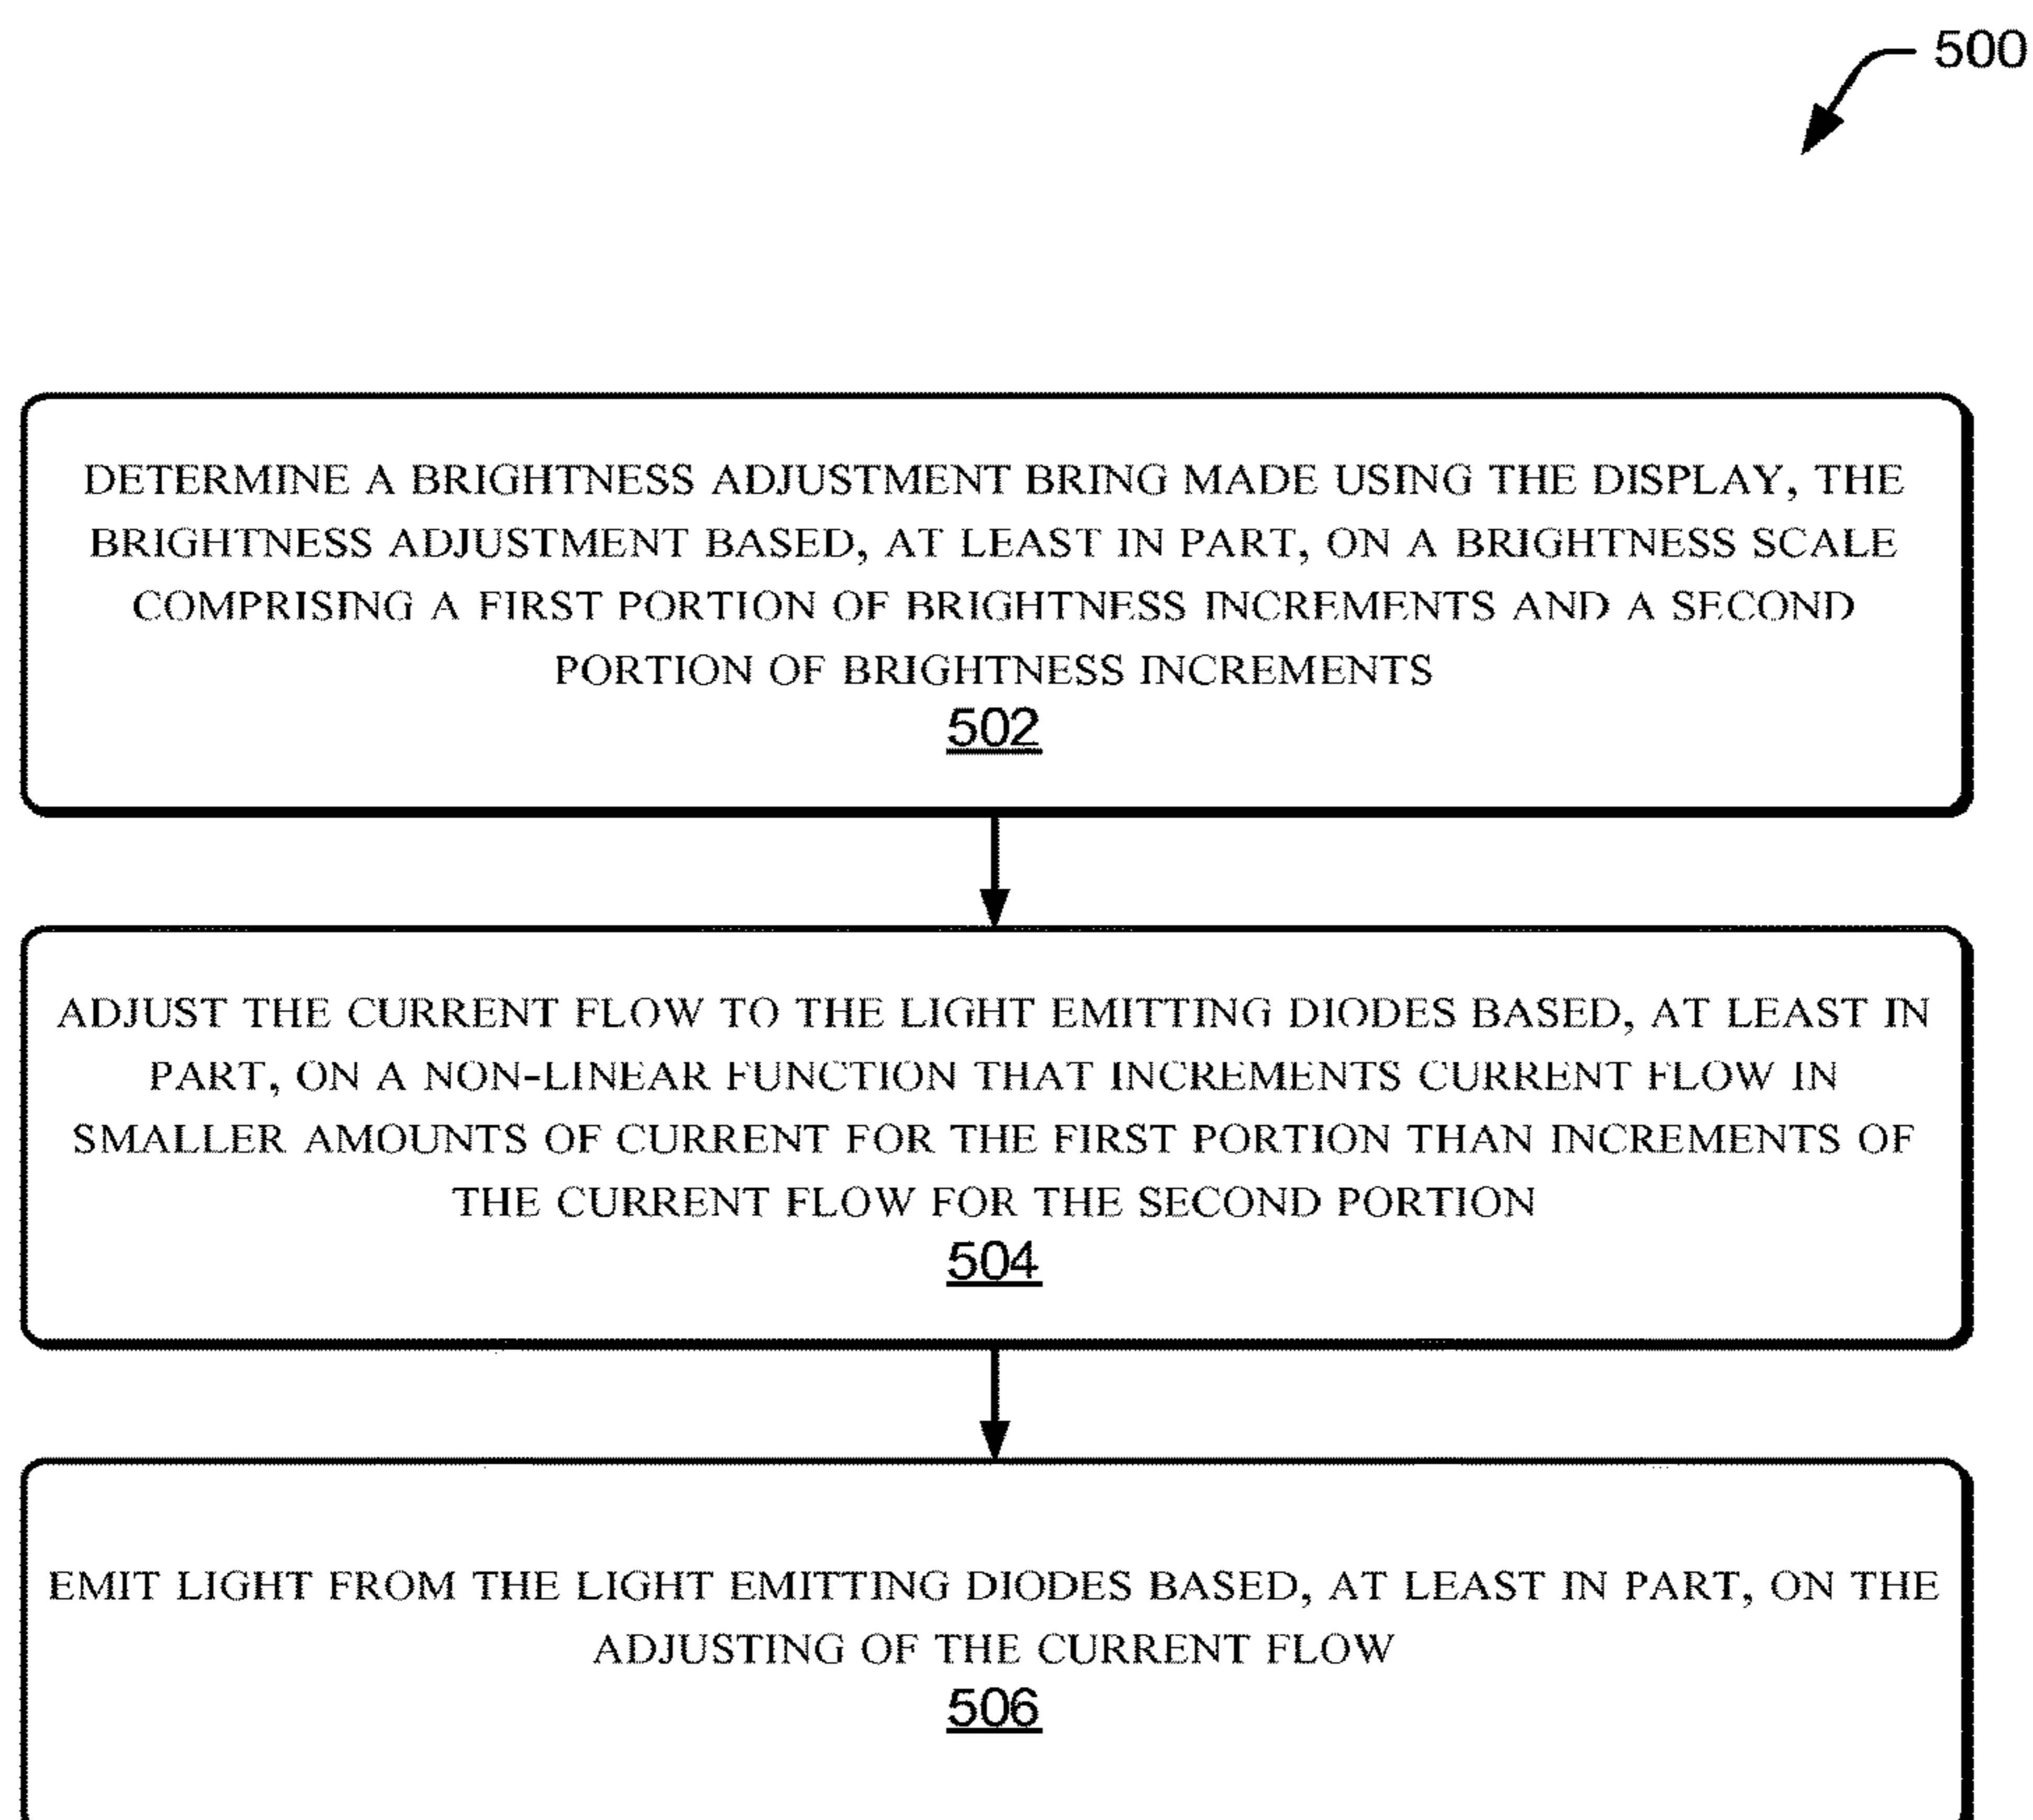 500
DETERMINE A BRIGHTNESS ADJUSTMENT BRING MADE USING THE DISPLAY, THE
BRIGHTNESS ADJUSTMENT BASED, AT LEAST IN PART, ON A BRIGHTNESS SCALE
COMPRISING A FIRST PORTION OF BRIGHTNESS INCREMENTS AND A SECOND
PORTION OF BRIGHTNESS INCREMENTS
502
ADJUST THE CURRENT FLOW TO THE LIGHT EMITTING DIODES BASED, AT LEAST IN
PART, ON A NON-LINEAR FUNCTION THAT INCREMENTS CURRENT FLOW IN
SMALLER AMOUNTS OF CURRENT FOR THE FIRST PORTION THAN INCREMENTS OF
THE CURRENT FLOW FOR THE SECOND PORTION
504
EMIT LIGHT FROM THE LIGHT EMITTING DIODES BASED, AT LEAST IN PART, ON THE
ADJUSTING OF THE CURRENT FLOW
506